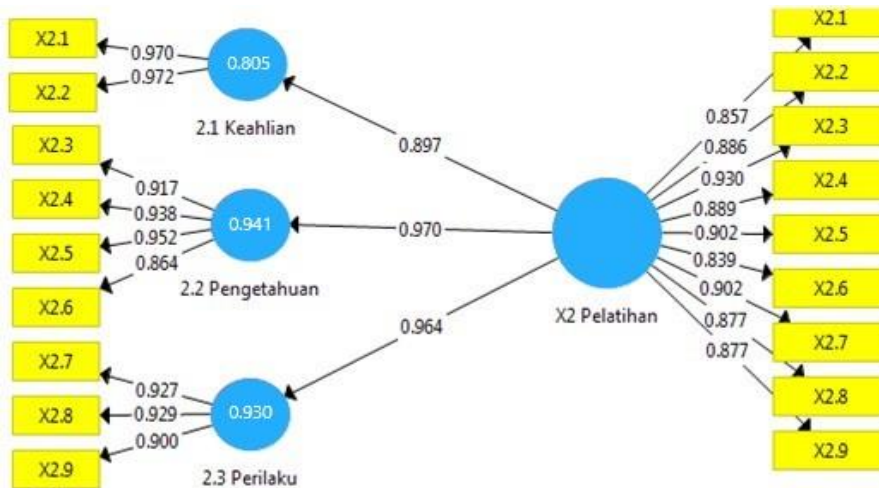 X2.1
X2.2
X2.3
X2.4
X2.5
X2.6
X2.7
X2.8
X2.9
0.970
0.972
0.917
0.938
0.952
0.864
0.927
0.929
0.900
0.805
2.1 Keahlian
0.941
2.2 Pengetahuan
0.930
2.3 Perilaku
0.897
0.970
0.964
X2 Pelatihan
0.857
0.886
0.930
0.889
0.902
0.839
0.902
0.877
0.877
X2.1
X2.2
X2.3
X2.4
X2.5
X2.6
X2.7
X2.8
X2.9